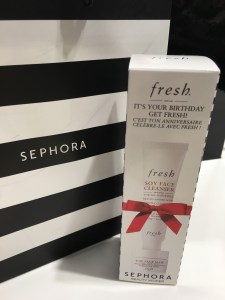 SEPHORA
fresh
IT'S YOUR BIRTHDAY
GET FRESH!
C'EST TON ANNIVERSAIRE
CÉLÈBRE-LE AVEC FRESH !
fresh
SOY FACE
CLEANSER
fresh
SEPHORA